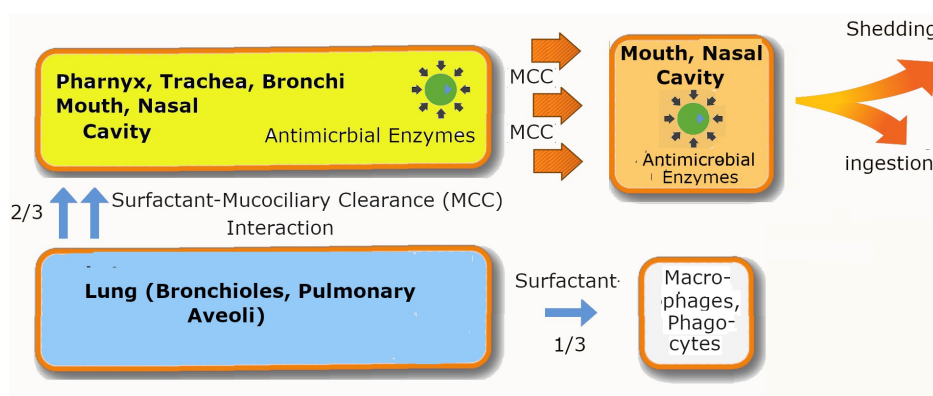 Shedding
Pharnyx, Trachea, Bronchi
Mouth, Nasal
Cavity
Antimicrbial Enzymes
MCC
MCC
Mouth, Nasal
Cavity
Antimicrobial
Enzymes
ingestion
2/3
Surfactant-Mucociliary Clearance (MCC)
Interaction
Lung (Bronchioles, Pulmonary
Aveoli)
Surfactant
1/3
Macro-
phages,
Phago-
cytes